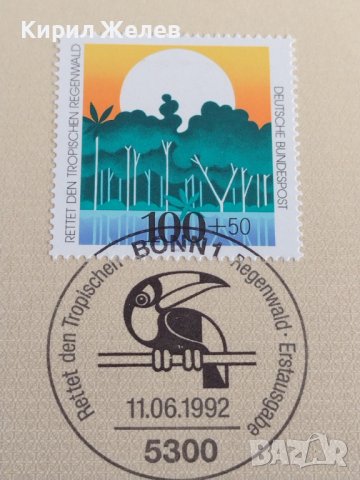 Кирил Желев
RETTET DEN TROPISCHEN REGENWALD
DEUTSCHE BUNDESPOST
100+50
BONN 1
Rettet den Tropischen Regenwald · Erstausgabe
11.06.1992
5300
BAZAR